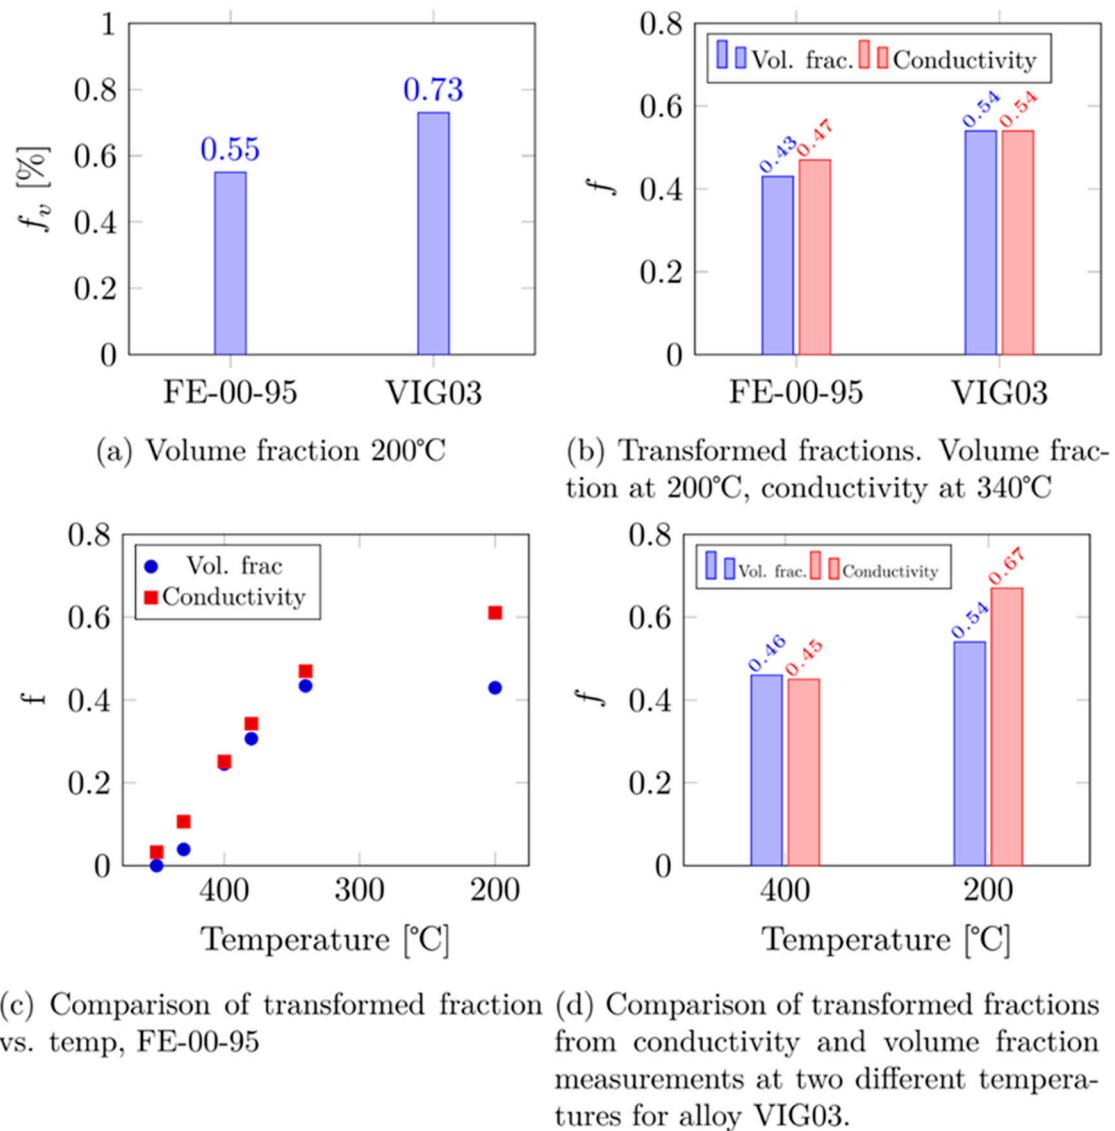 1
0.8
0.6
0.4
0.2
0
f_v [%]
0.55
0.73
FE-00-95
VIG03
(a) Volume fraction 200℃
0.8
0.6
0.4
0.2
0
f
Vol. frac. Conductivity
0.43
0.47
0.54
0.54
FE-00-95
VIG03
(b) Transformed fractions. Volume frac-
tion at 200℃, conductivity at 340℃
0.8
0.6
0.4
0.2
0
f
Vol. frac
Conductivity
400
300
200
Temperature [℃]
(c) Comparison of transformed fraction
vs. temp, FE-00-95
0.8
0.6
0.4
0.2
0
f
Vol. frac. Conductivity
0.46
0.45
0.54
0.67
400
200
Temperature [℃]
(d) Comparison of transformed fractions
from conductivity and volume fraction
measurements at two different tempera-
tures for alloy VIG03.